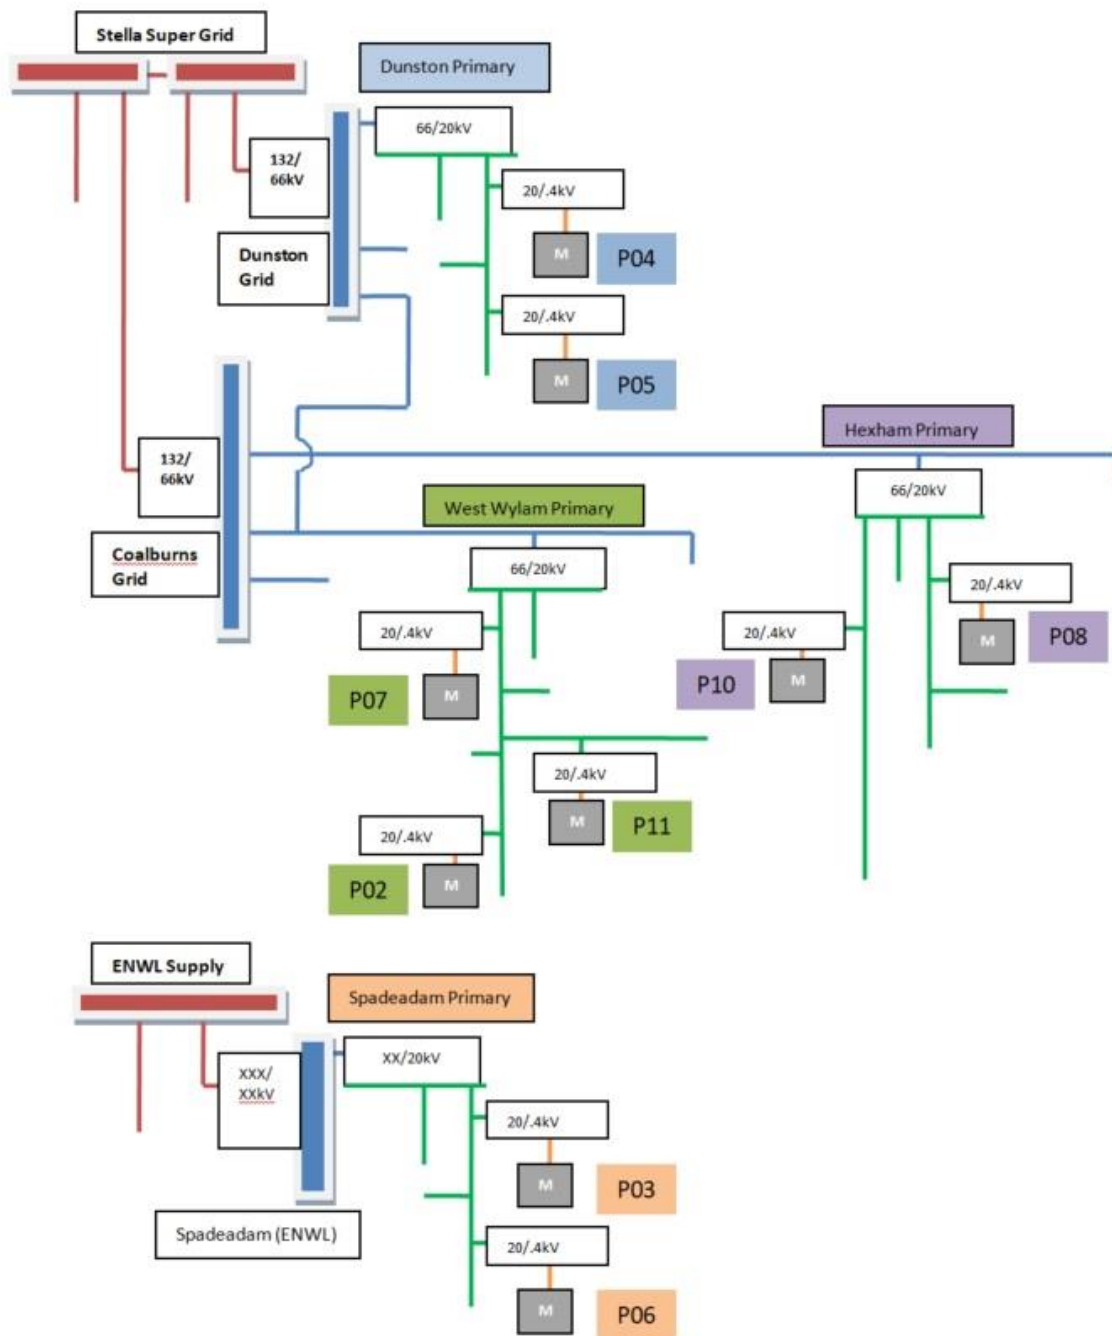 Stella Super Grid
Dunston Primary
66/20kV
132/
66kV
20/.4kV
Dunston
Grid
M
P04
20/.4kV
M
P05
Hexham Primary
132/
66kV
66/20kV
West Wylam Primary
Coalburns
Grid
66/20kV
20/.4kV
20/.4kV
20/.4kV
M
P08
M
P10
M
P07
20/.4kV
M
P11
20/.4kV
M
P02
ENWL Supply
Spadeadam Primary
XX/20kV
XXX/
XXkV
20/.4kV
M
P03
Spadeadam (ENWL)
20/.4kV
M
P06